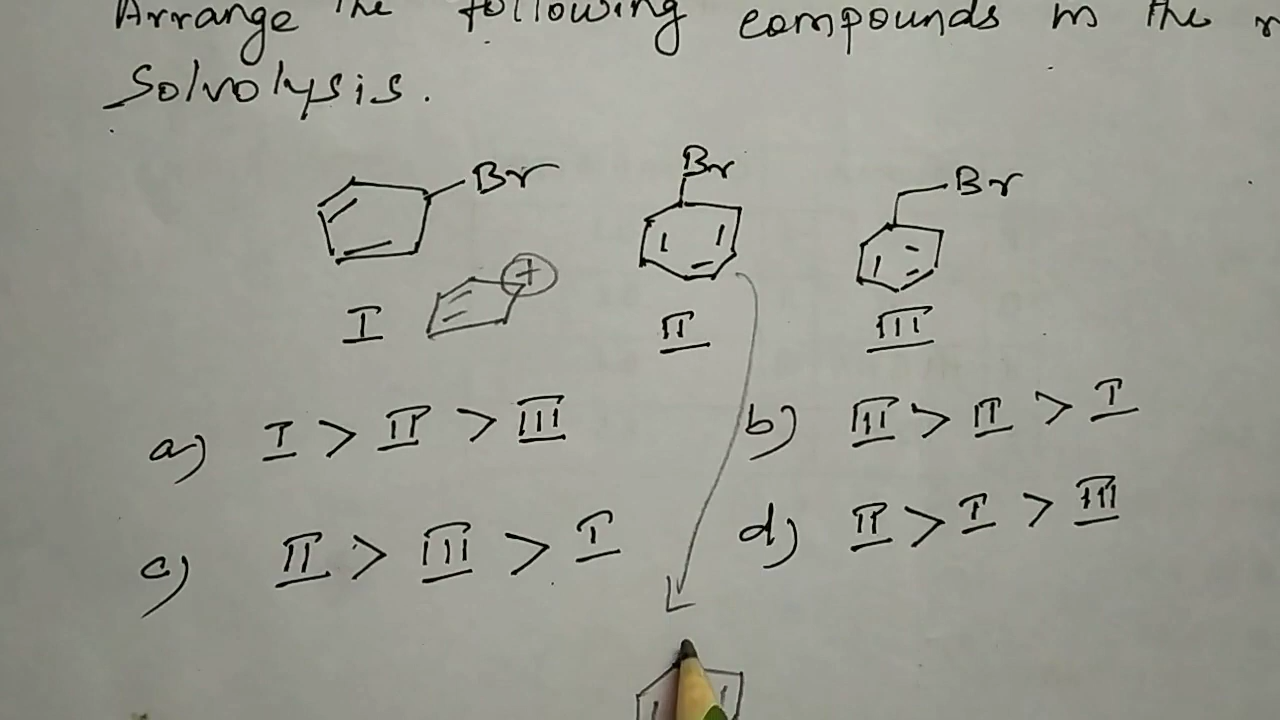 Arrange the following compounds in the
Solvolysis.
Br Br Br
+
I II III
a) I > II > III b) III > II > I
c) II > III > I d) II > I > III